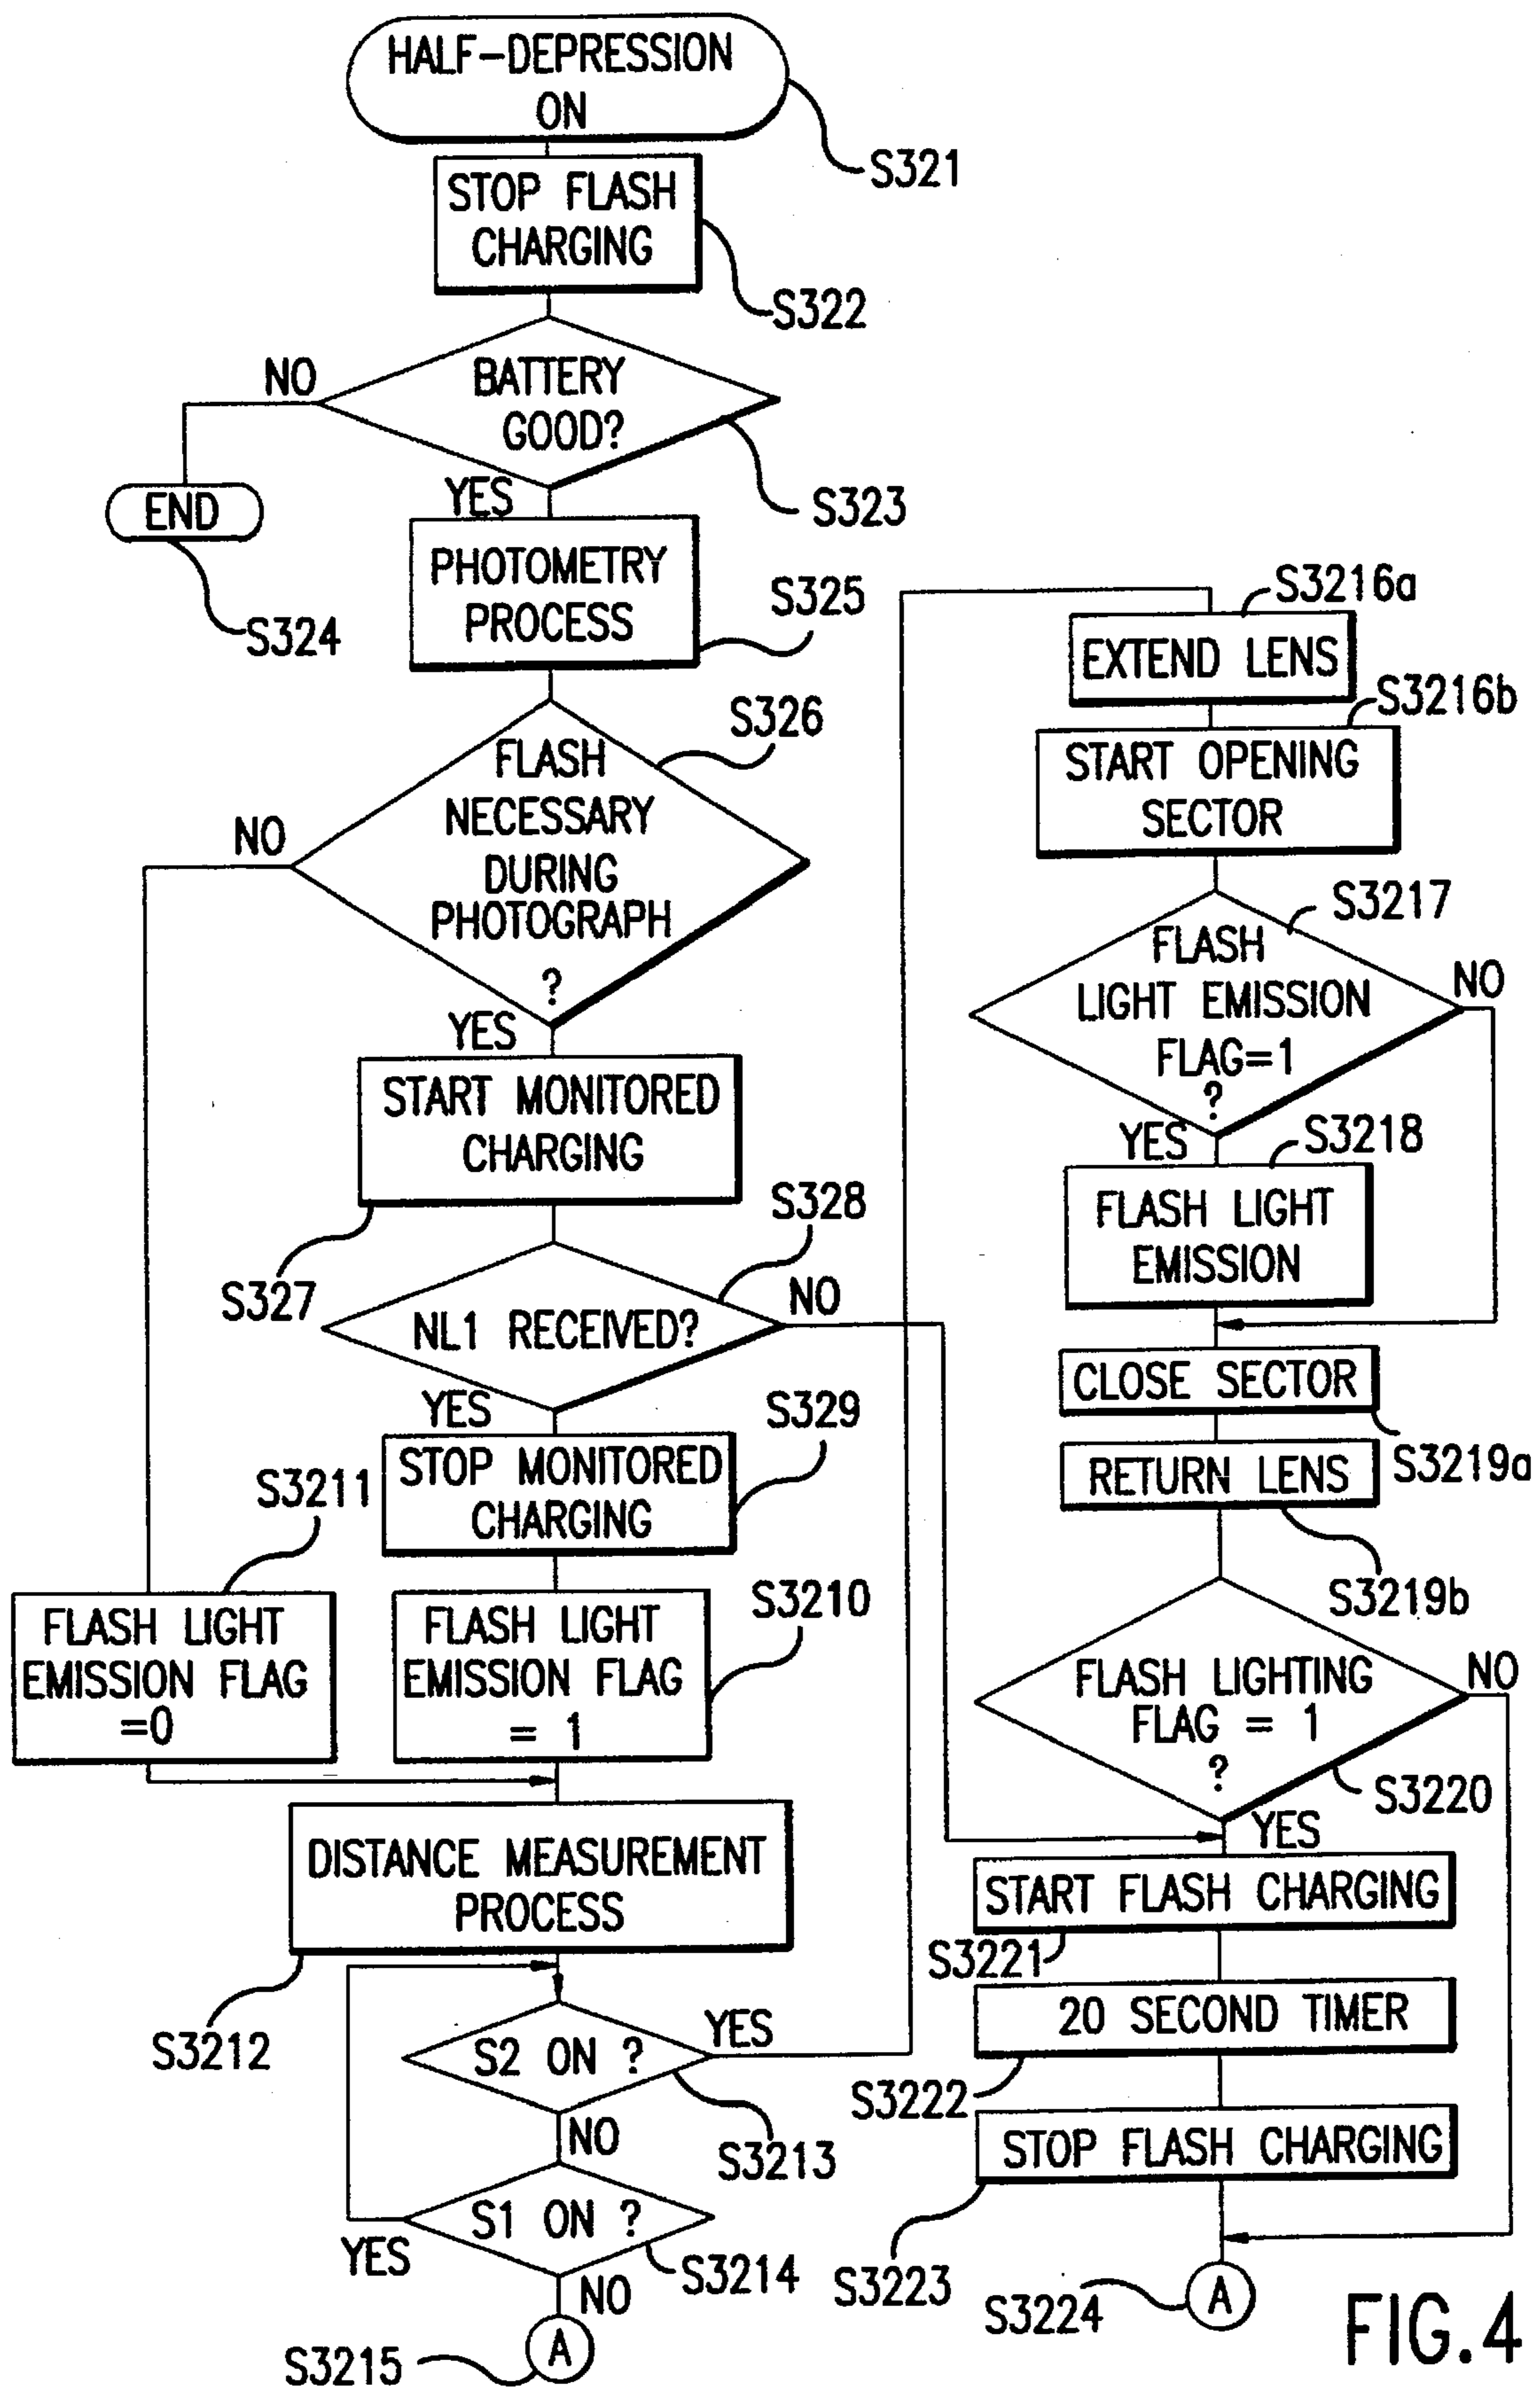 HALF-DEPRESSION
ON
S321
STOP FLASH
CHARGING
S322
BATTERY
GOOD?
NO
YES
S323
END
S324
PHOTOMETRY
PROCESS
S325
FLASH
NECESSARY
DURING
PHOTOGRAPH
?
S326
NO
YES
START MONITORED
CHARGING
S327
NL1 RECEIVED?
S328
NO
YES
STOP MONITORED
CHARGING
S329
S3211
FLASH LIGHT
EMISSION FLAG
=0
FLASH LIGHT
EMISSION FLAG
= 1
S3210
DISTANCE MEASUREMENT
PROCESS
S3212
S2 ON ?
YES
NO
S3213
S1 ON ?
YES
NO
S3214
A
S3215
S3216a
EXTEND LENS
S3216b
START OPENING
SECTOR
S3217
FLASH
LIGHT EMISSION
FLAG=1
?
NO
YES
S3218
FLASH LIGHT
EMISSION
CLOSE SECTOR
S3219a
RETURN LENS
S3219b
FLASH LIGHTING
FLAG = 1
?
NO
S3220
YES
START FLASH CHARGING
S3221
20 SECOND TIMER
S3222
STOP FLASH CHARGING
S3223
A
S3224
FIG.4